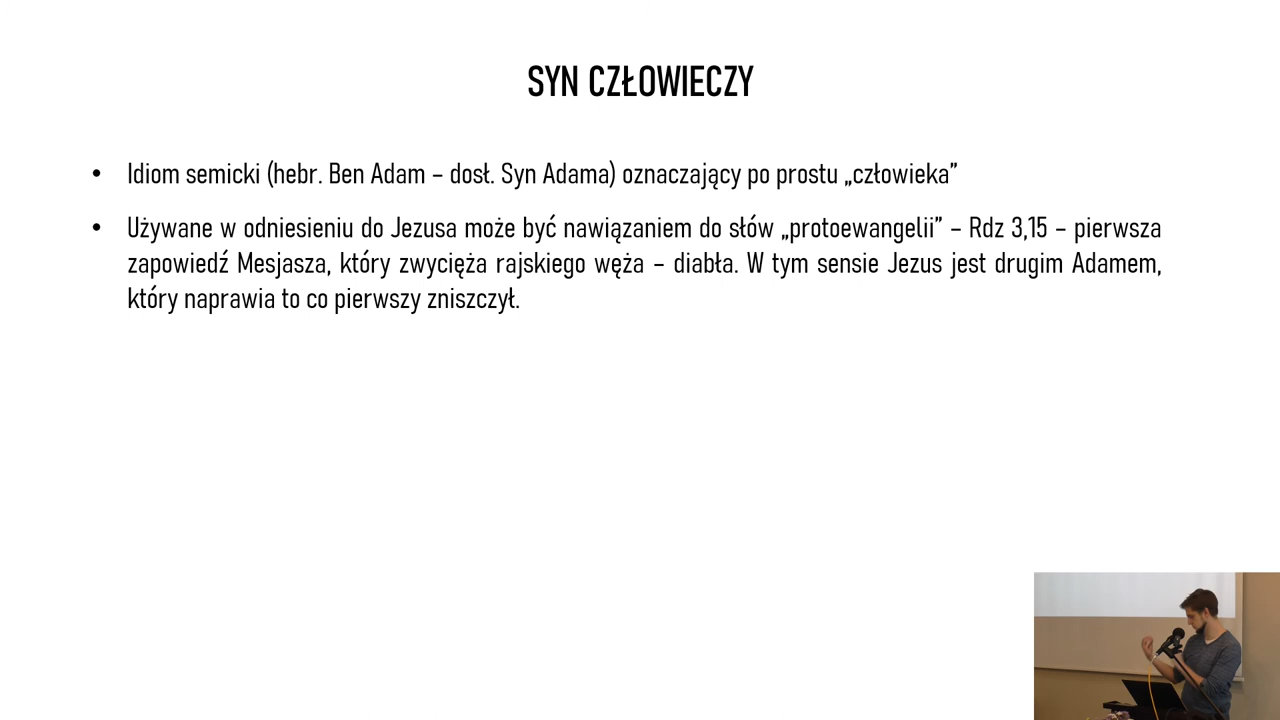 SYN CZŁOWIECZY
• Idiom semicki (hebr. Ben Adam – dosł. Syn Adama) oznaczający po prostu „człowieka”
• Używane w odniesieniu do Jezusa może być nawiązaniem do słów „protoewangelii” – Rdz 3,15 – pierwsza
zapowiedź Mesjasza, który zwycięża rajskiego węża – diabła. W tym sensie Jezus jest drugim Adamem,
który naprawia to co pierwszy zniszczył.